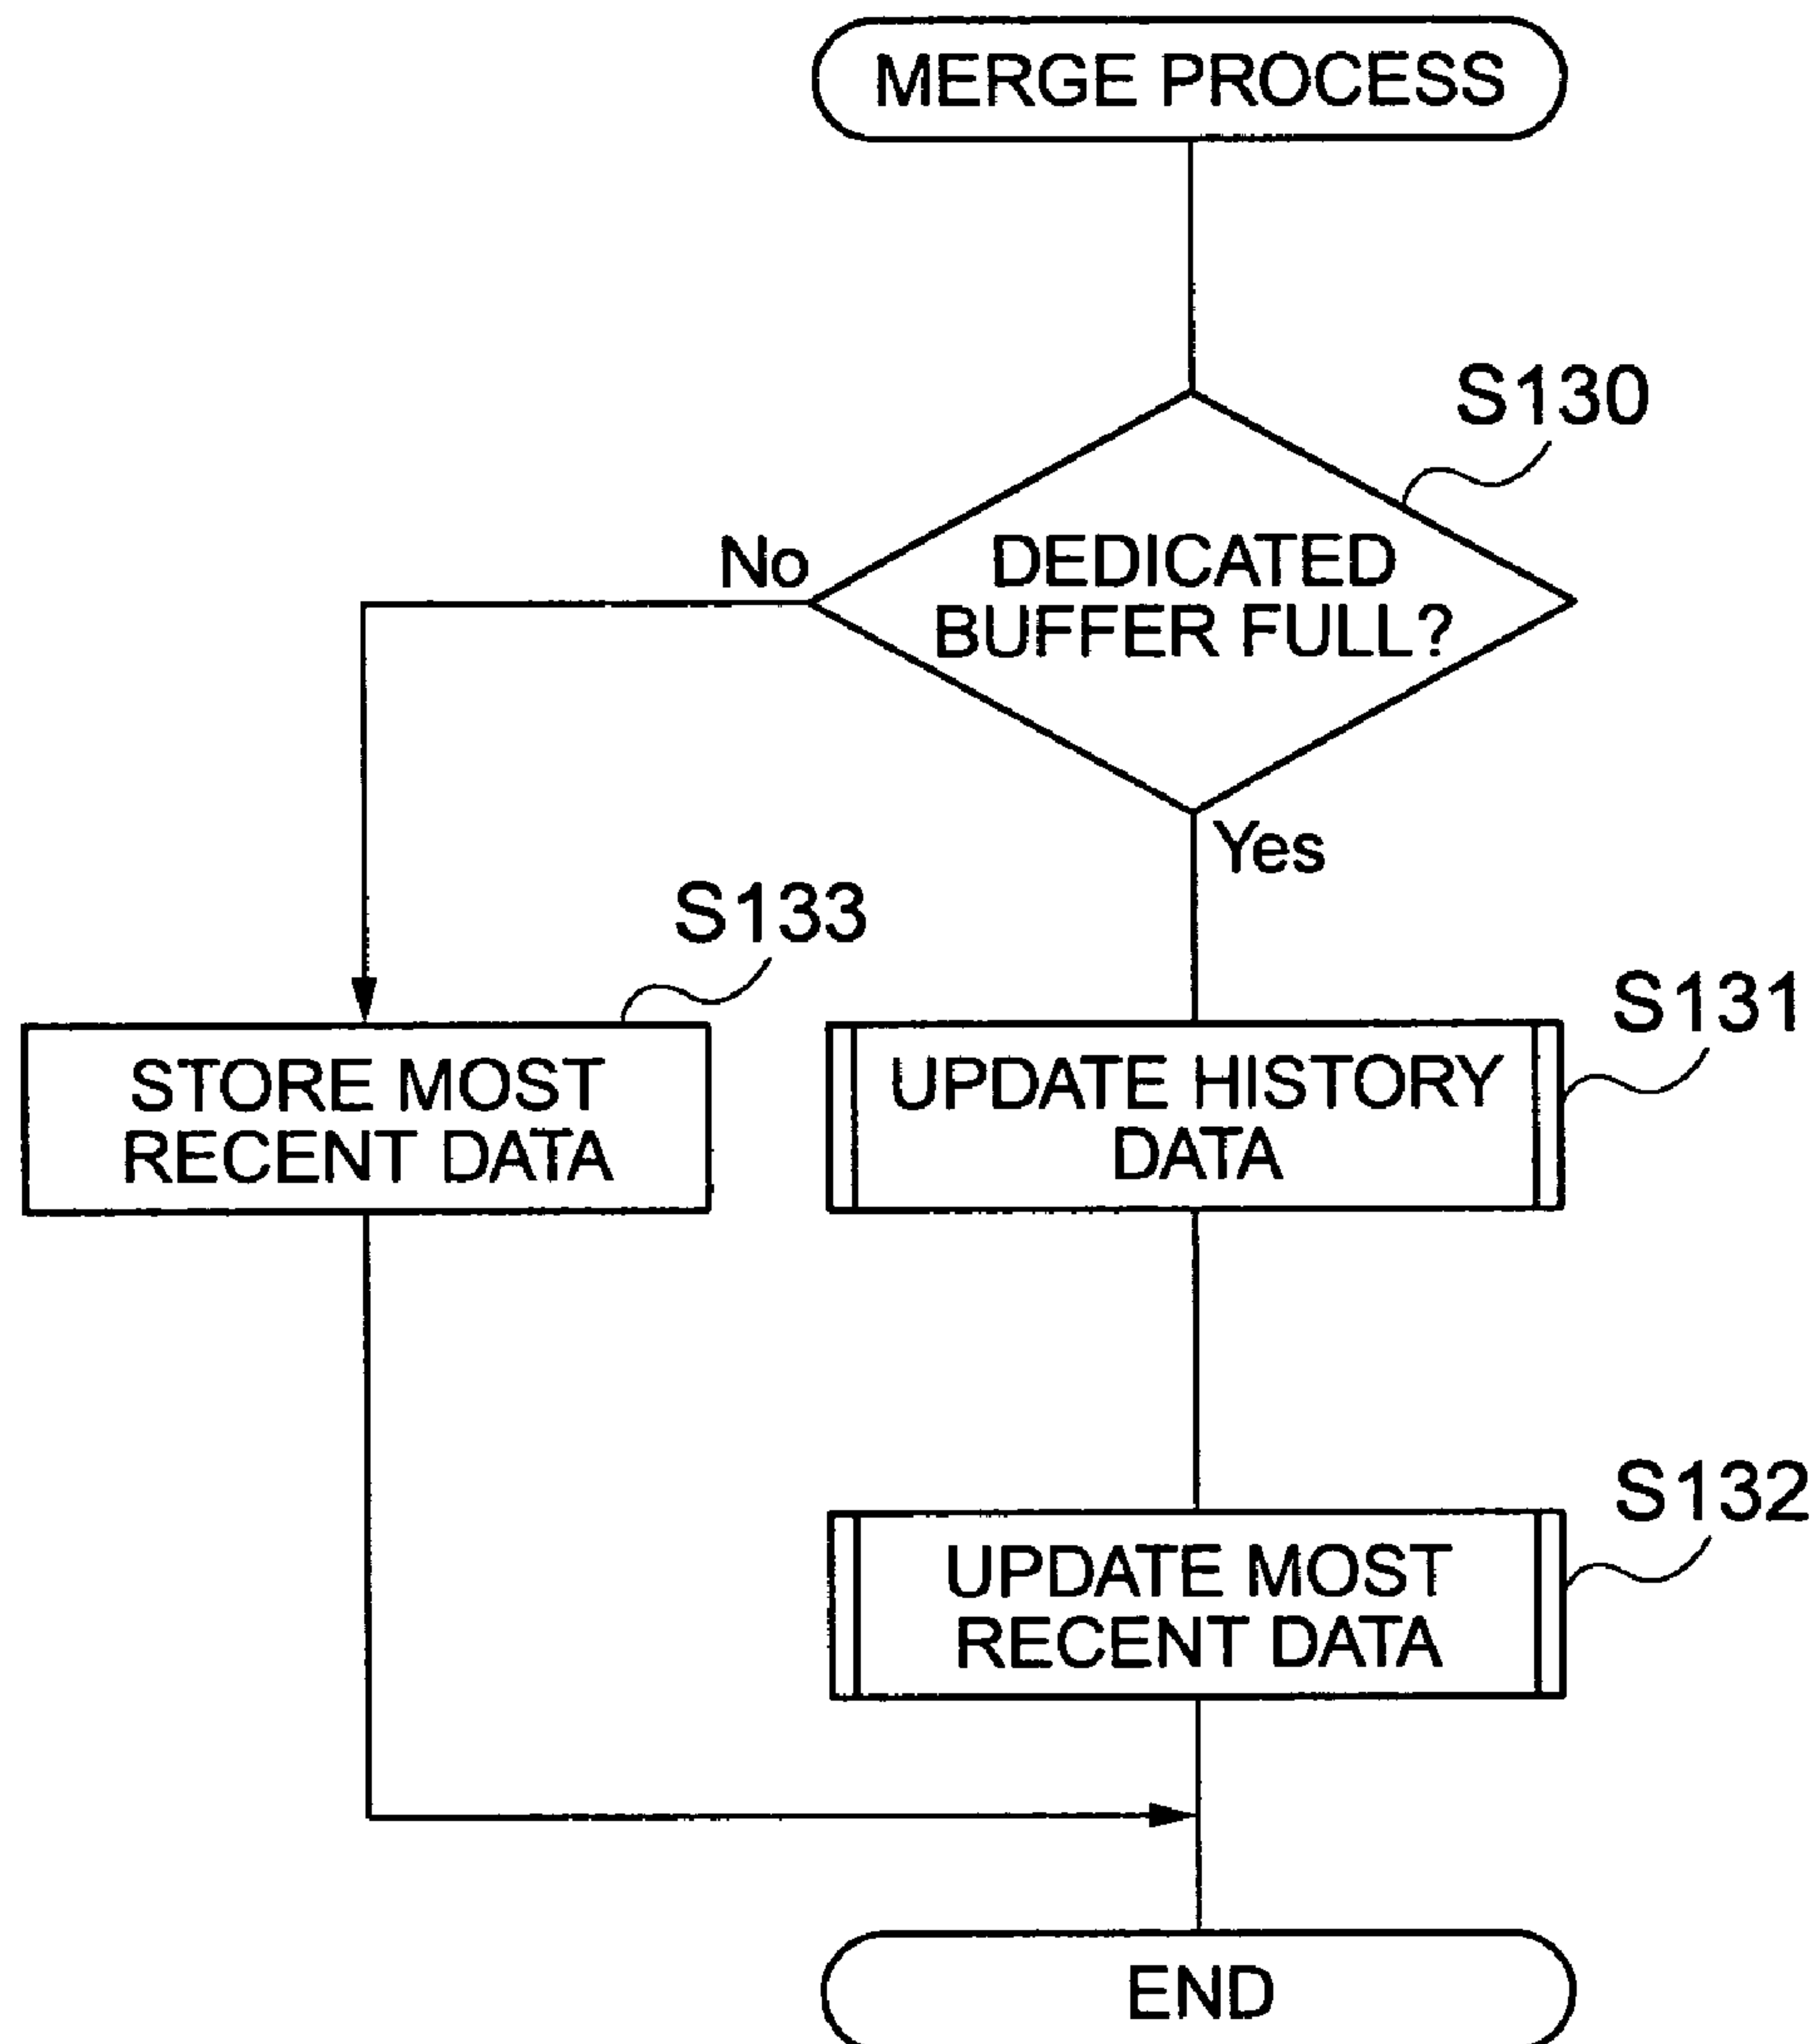 MERGE PROCESS
S130
No
DEDICATED
BUFFER FULL?
Yes
S133
S131
STORE MOST
RECENT DATA
UPDATE HISTORY
DATA
S132
UPDATE MOST
RECENT DATA
END